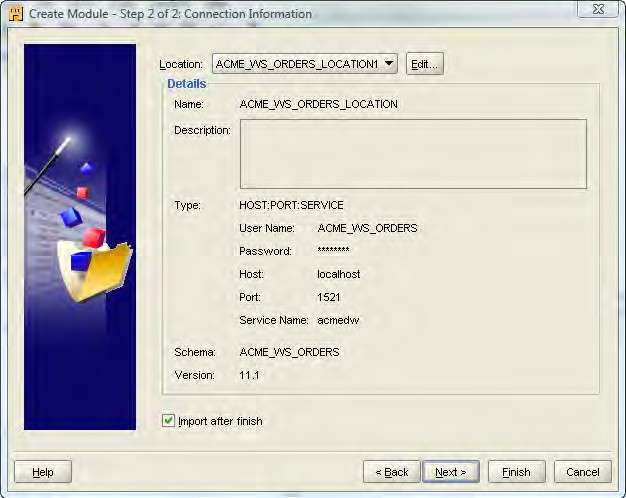 Create Module - Step 2 of 2: Connection Information
Location: ACME_WS_ORDERS_LOCATION1 Edit...
Details
Name: ACME_WS_ORDERS_LOCATION
Description:
Type: HOST:PORT:SERVICE
User Name: ACME_WS_ORDERS
Password: ********
Host: localhost
Port: 1521
Service Name: acmedw
Schema: ACME_WS_ORDERS
Version: 11.1
Import after finish
Help < Back Next > Finish Cancel